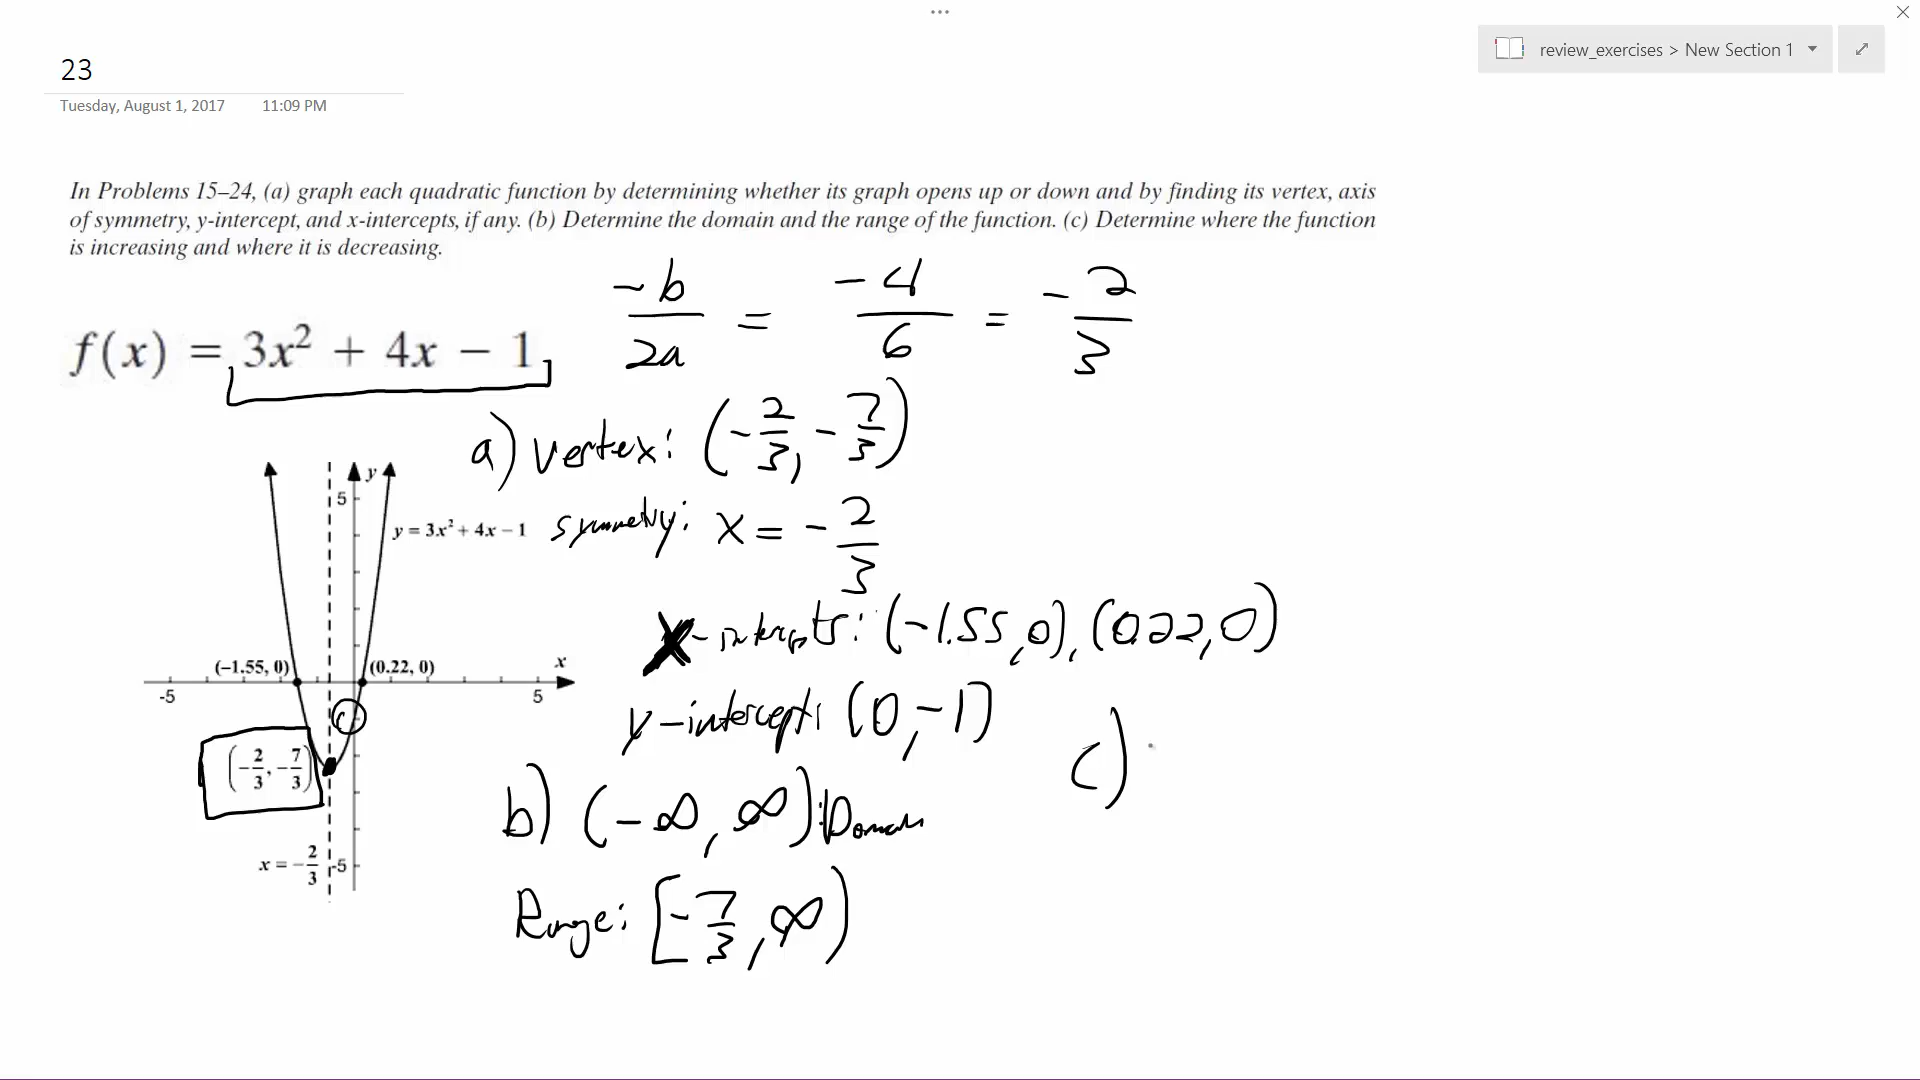 ...
review_exercises > New Section 1
23
Tuesday, August 1, 2017 11:09 PM
In Problems 15–24, (a) graph each quadratic function by determining whether its graph opens up or down and by finding its vertex, axis
of symmetry, y-intercept, and x-intercepts, if any. (b) Determine the domain and the range of the function. (c) Determine where the function
is increasing and where it is decreasing.
-b/2a = -4/6 = -2/3
f(x) = 3x² + 4x − 1
a) vertex: (-2/3, -7/3)
symmetry: x = -2/3
x-intercepts: (-1.55,0), (0.22,0)
y-intercept: (0,-1)
b) (-∞, ∞): Domain
Range: [-7/3, ∞)
c)
y
5
y = 3x² + 4x − 1
(−1.55, 0)
(0.22, 0)
x
-5
5
(−2/3, −7/3)
x = −2/3
-5